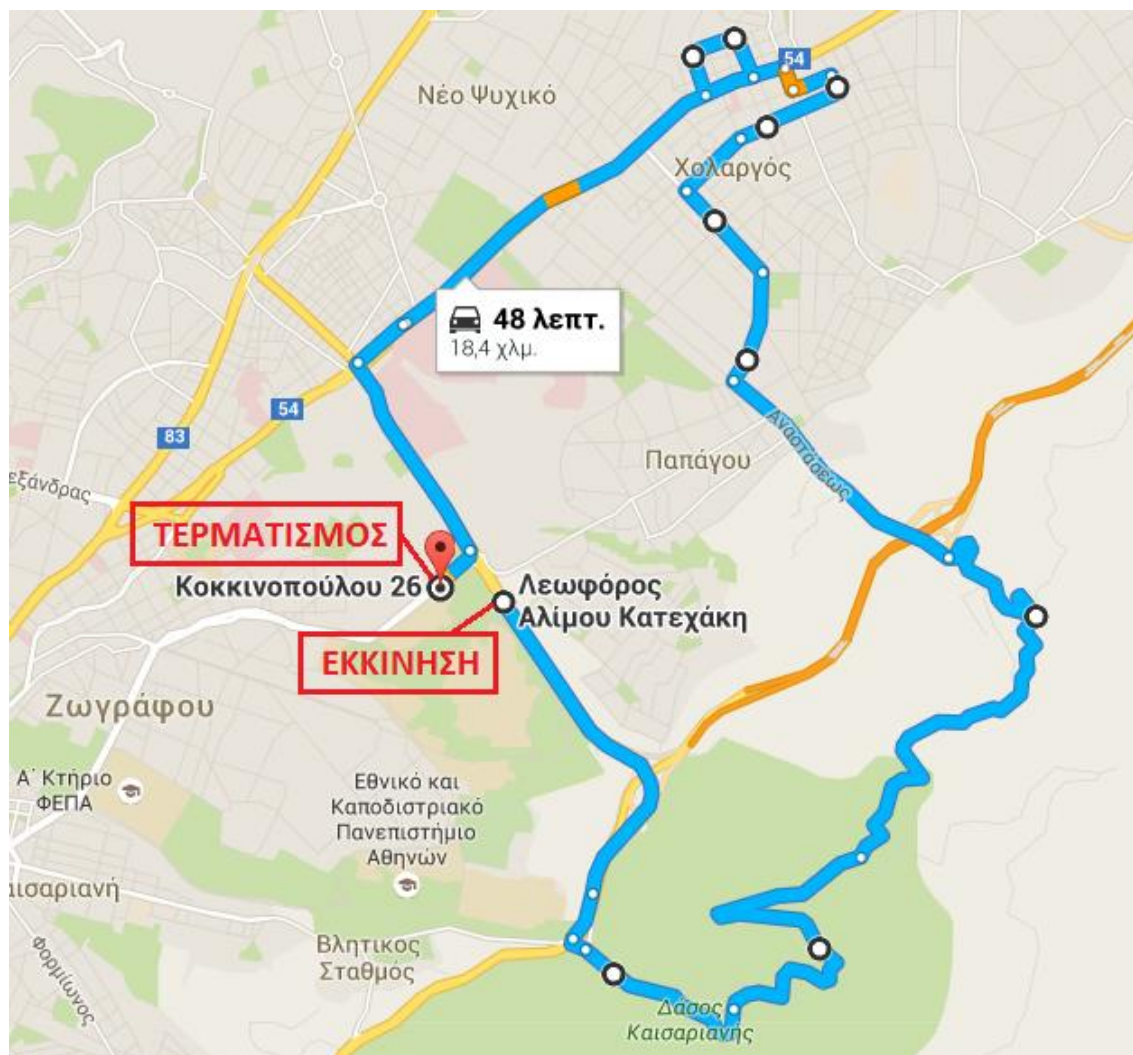 54
Νέο Ψυχικό
Χολαργός
48 λεπτ.
18,4 χλμ.
54
83
εξάνδρας
Αναστάσεως
Παπάγου
ΤΕΡΜΑΤΙΣΜΟΣ
Κοκκινοπούλου 26
Λεωφόρος
Αλίμου Κατεχάκη
ΕΚΚΙΝΗΣΗ
Ζωγράφου
Α΄ Κτήριο
ΦΕΠΑ
Εθνικό και
Καποδιστριακό
Πανεπιστήμιο
Αθηνών
αισαριανή
Φορμίωνος
Βλητικος
Σταθμός
Δάσος
Καισαριανής